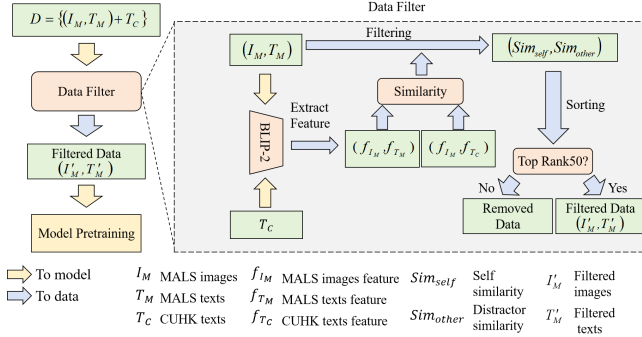 Data Filter
D = {(I_M, T_M) + T_C}
Data Filter
Filtered Data
(I'_M, T'_M)
Model Pretraining
(I_M, T_M)
Filtering
(Sim_self, Sim_other)
Similarity
BLIP-2
Extract
Feature
(f_{I_M}, f_{T_M})
(f_{I_M}, f_{T_C})
Sorting
Top Rank50?
No
Yes
T_C
Removed
Data
Filtered Data
(I'_M, T'_M)
To model
To data
I_M MALS images
T_M MALS texts
T_C CUHK texts
f_{I_M} MALS images feature
f_{T_M} MALS texts feature
f_{T_C} CUHK texts feature
Sim_self Self
similarity
Sim_other Distractor
similarity
I'_M Filtered
images
T'_M Filtered
texts